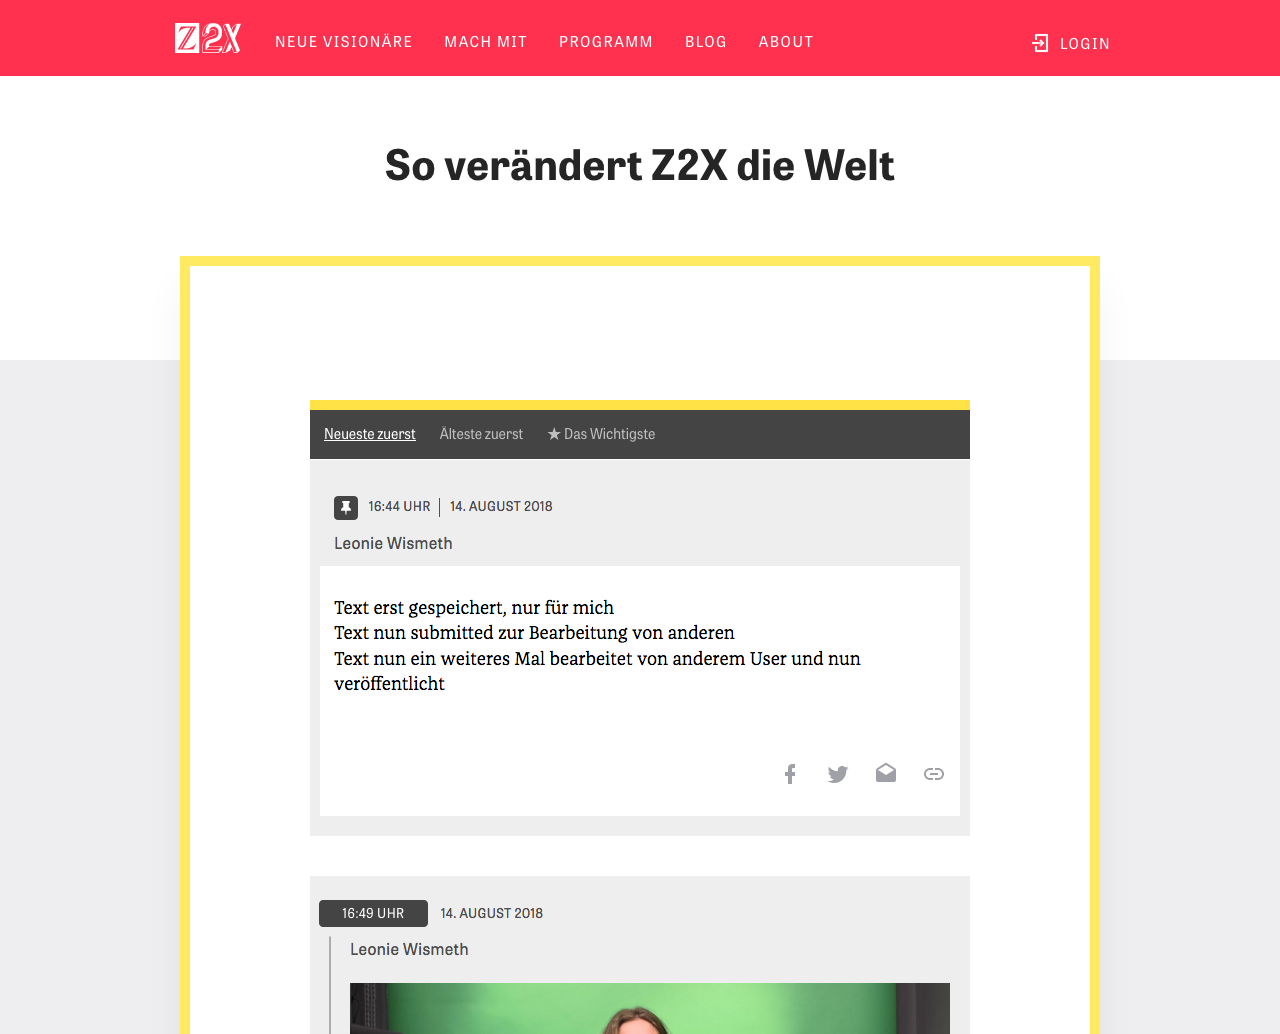 Z2X
NEUE VISIONÄRE
MACH MIT
PROGRAMM
BLOG
ABOUT
LOGIN
So verändert Z2X die Welt
Neueste zuerst
Älteste zuerst
★ Das Wichtigste
16:44 UHR
14. AUGUST 2018
Leonie Wismeth
Text erst gespeichert, nur für mich
Text nun submitted zur Bearbeitung von anderen
Text nun ein weiteres Mal bearbeitet von anderem User und nun
veröffentlicht
16:49 UHR
14. AUGUST 2018
Leonie Wismeth